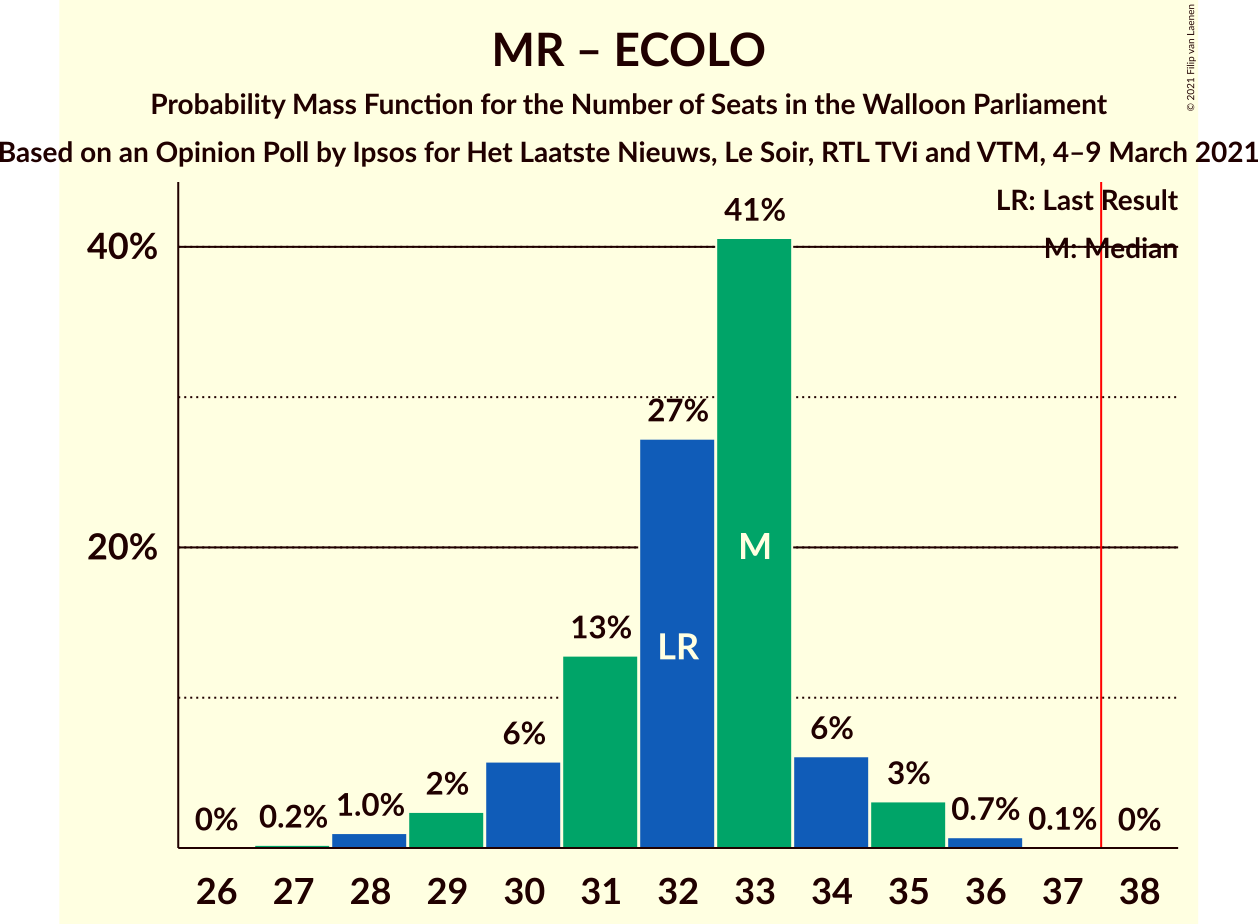 MR – ECOLO
Probability Mass Function for the Number of Seats in the Walloon Parliament
Based on an Opinion Poll by Ipsos for Het Laatste Nieuws, Le Soir, RTL TVi and VTM, 4–9 March 2021
© 2021 Filip van Laenen
LR: Last Result
M: Median
40%
20%
0%
0.2%
1.0%
2%
6%
13%
27%
41%
6%
3%
0.7%
0.1%
0%
LR
M
26 27 28 29 30 31 32 33 34 35 36 37 38